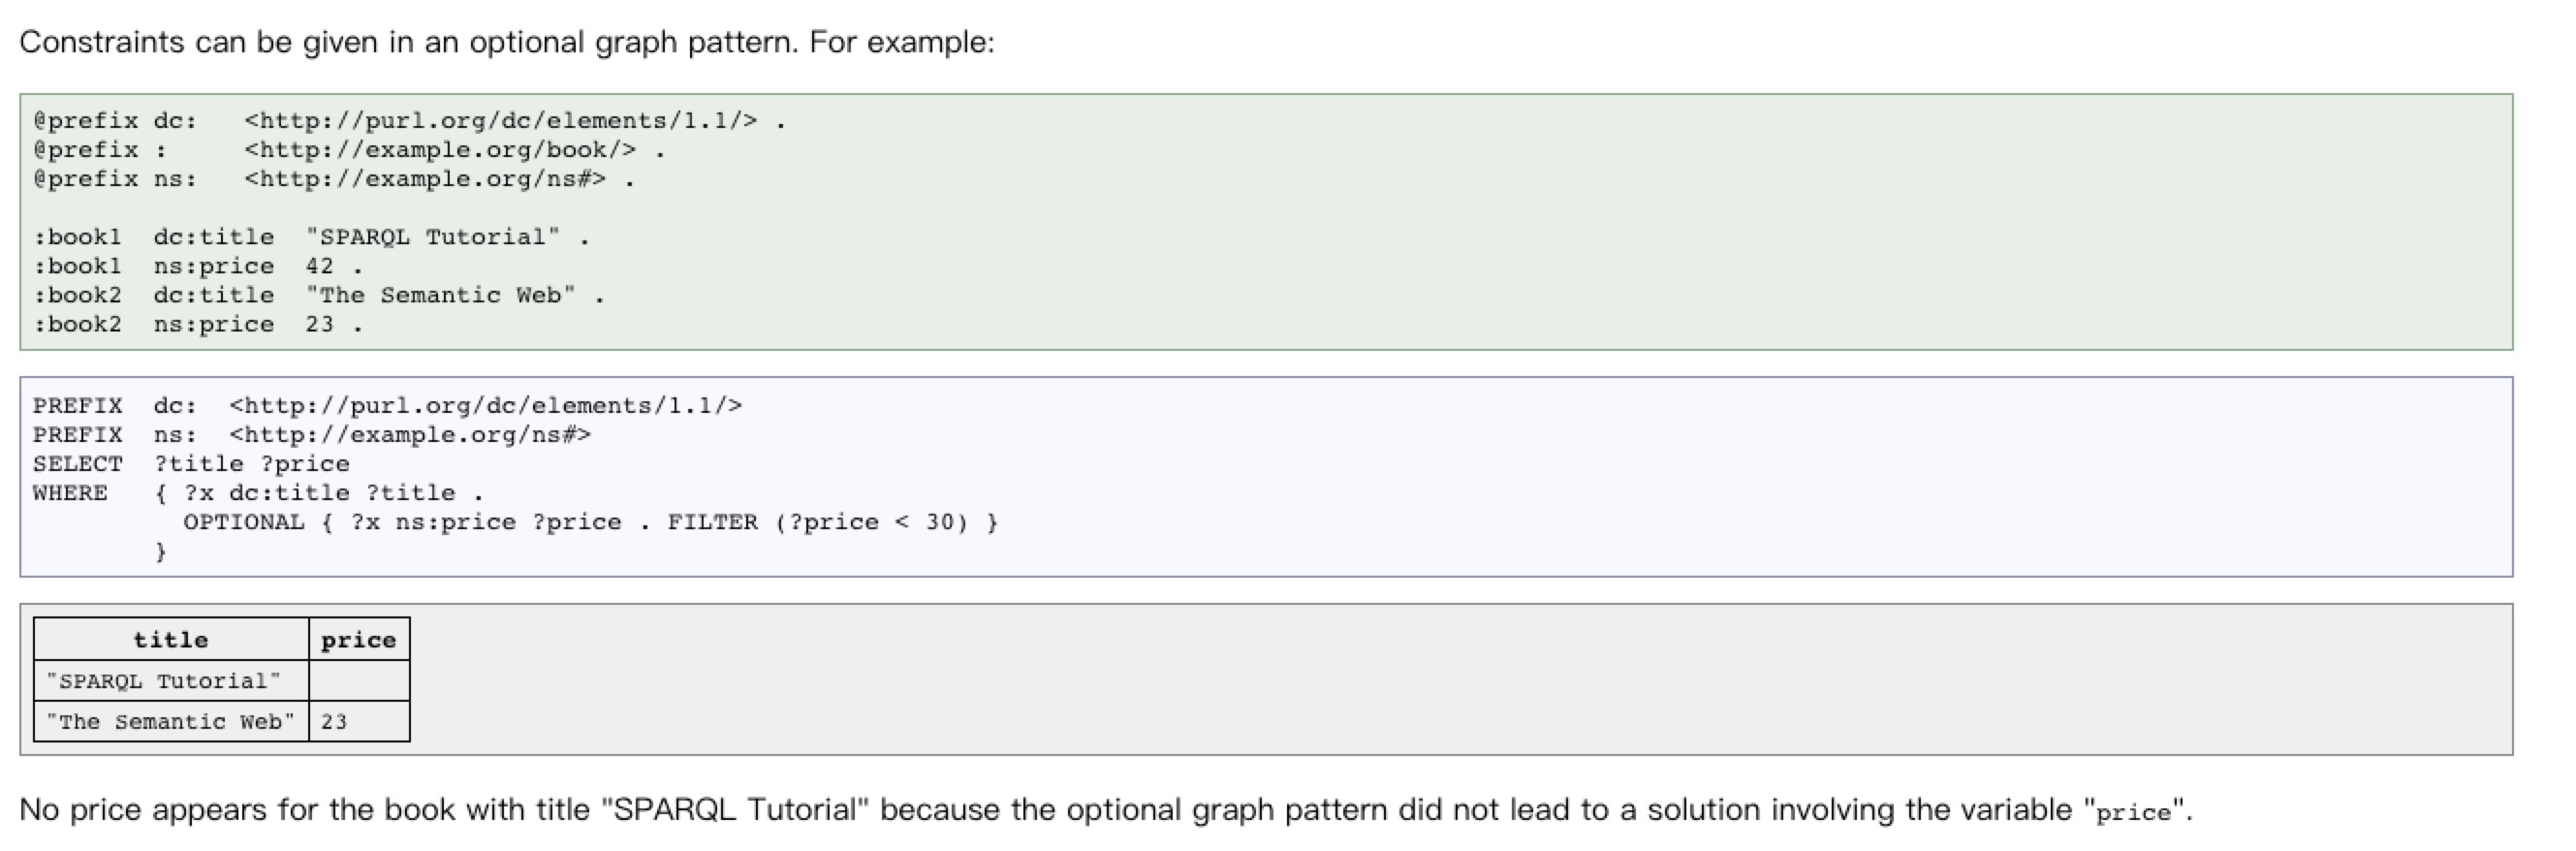 Constraints can be given in an optional graph pattern. For example:
@prefix dc:   <http://purl.org/dc/elements/1.1/> .
@prefix :     <http://example.org/book/> .
@prefix ns:   <http://example.org/ns#> .
:book1  dc:title  "SPARQL Tutorial" .
:book1  ns:price  42 .
:book2  dc:title  "The Semantic Web" .
:book2  ns:price  23 .
PREFIX  dc:  <http://purl.org/dc/elements/1.1/>
PREFIX  ns:  <http://example.org/ns#>
SELECT  ?title ?price
WHERE   { ?x dc:title ?title .
          OPTIONAL { ?x ns:price ?price . FILTER (?price < 30) }
        }
title price
"SPARQL Tutorial"
"The Semantic Web" 23
No price appears for the book with title "SPARQL Tutorial" because the optional graph pattern did not lead to a solution involving the variable "price".